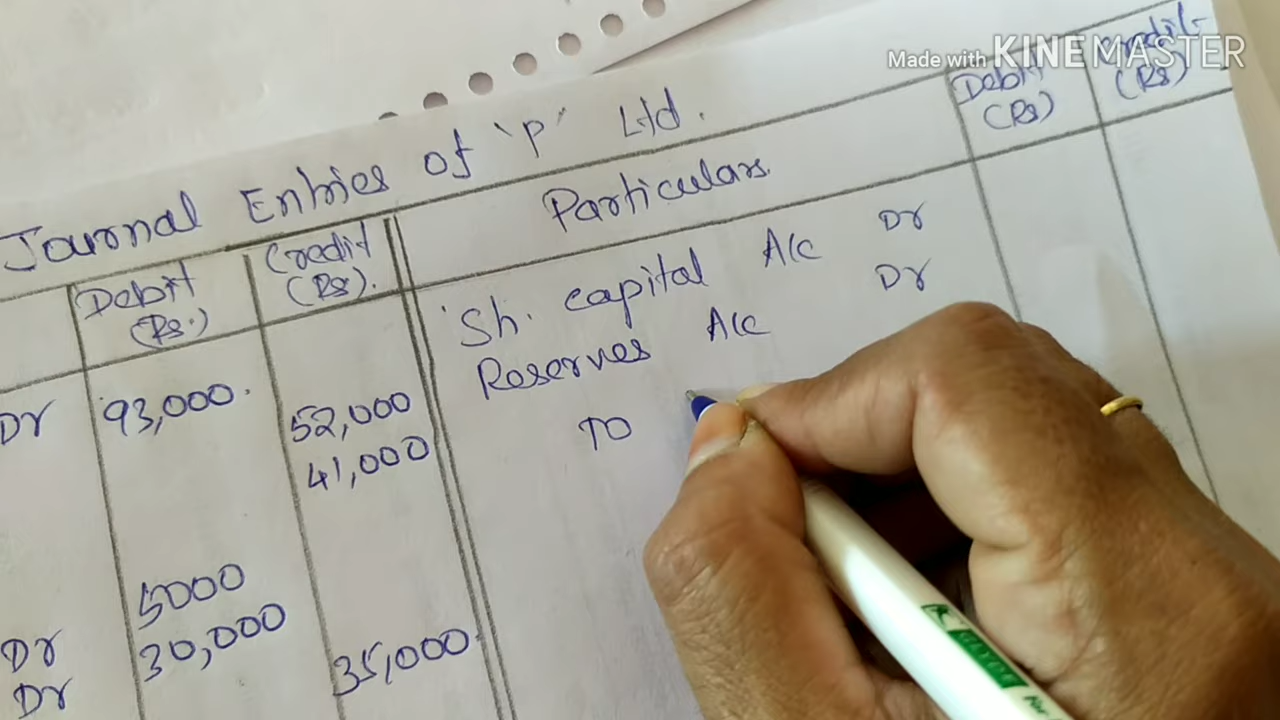 Made with KINEMASTER
Journal Entries of 'P' Ltd.
Debit
(Rs.)
Credit
(Rs).
Dr 93,000.
52,000
41,000
5000
Dr 30,000
Dr
35,000.
Particulars.
Debit
(Rs)
Credit
(Rs)
Sh. capital A/c Dr
Reserves A/c Dr
TO